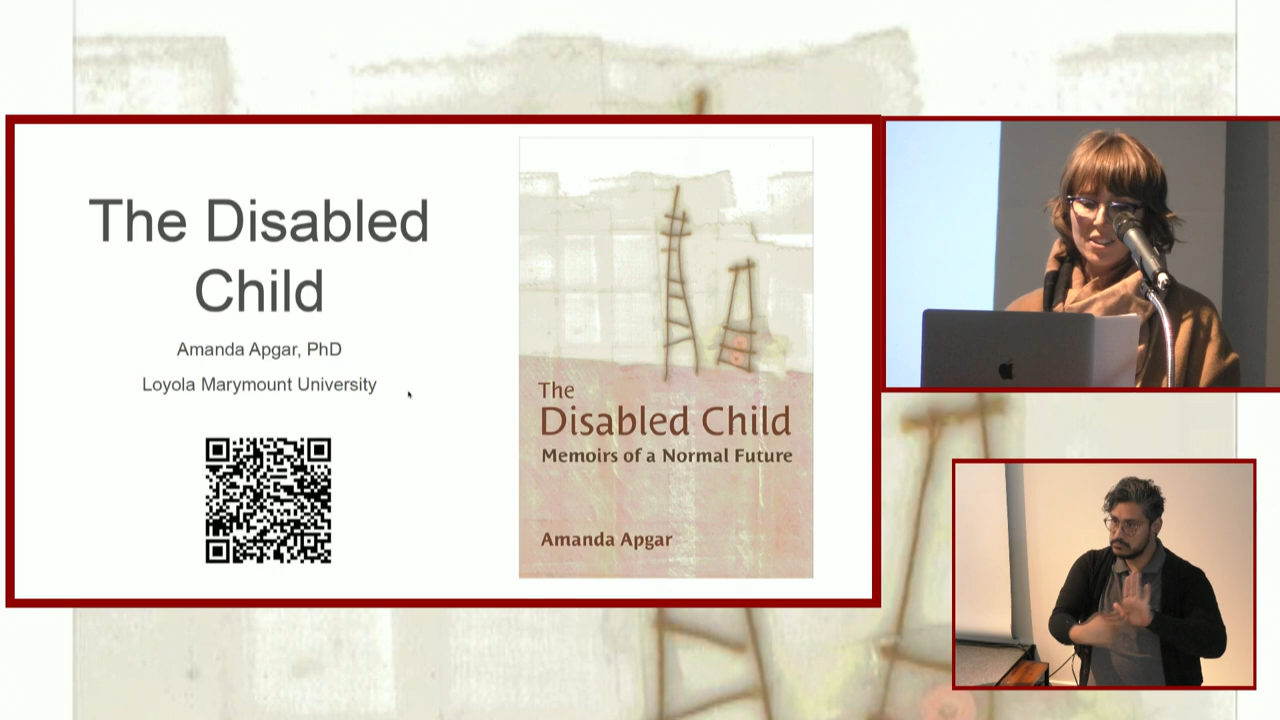 The Disabled
Child
Amanda Apgar, PhD
Loyola Marymount University
The
Disabled Child
Memoirs of a Normal Future
Amanda Apgar